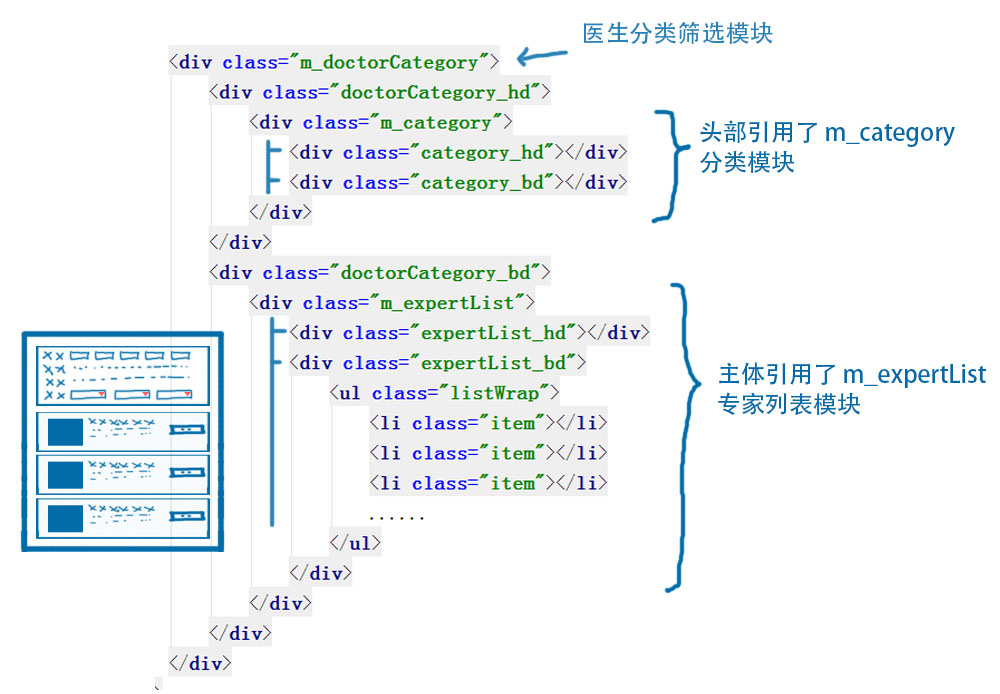 医生分类筛选模块
<div class="m_doctorCategory">
<div class="doctorCategory_hd">
<div class="m_category">
<div class="category_hd"></div>
<div class="category_bd"></div>
</div>
</div>
头部引用了 m_category
分类模块
<div class="doctorCategory_bd">
<div class="m_expertList">
<div class="expertList_hd"></div>
<div class="expertList_bd">
<ul class="listWrap">
<li class="item"></li>
<li class="item"></li>
<li class="item"></li>
......
</ul>
</div>
</div>
</div>
</div>
主体引用了 m_expertList
专家列表模块